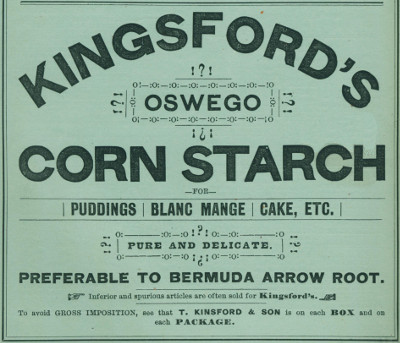 KINGSFORD'S
!?!
OSWEGO
!?! !?!
!?!
CORN STARCH
—FOR—
| PUDDINGS | BLANC MANGE | CAKE, ETC. |
!?!
PURE AND DELICATE.
!?! !?!
!?!
PREFERABLE TO BERMUDA ARROW ROOT.
Inferior and spurious articles are often sold for Kingsford's.
To avoid GROSS IMPOSITION, see that T. KINSFORD & SON is on each BOX and on
each PACKAGE.